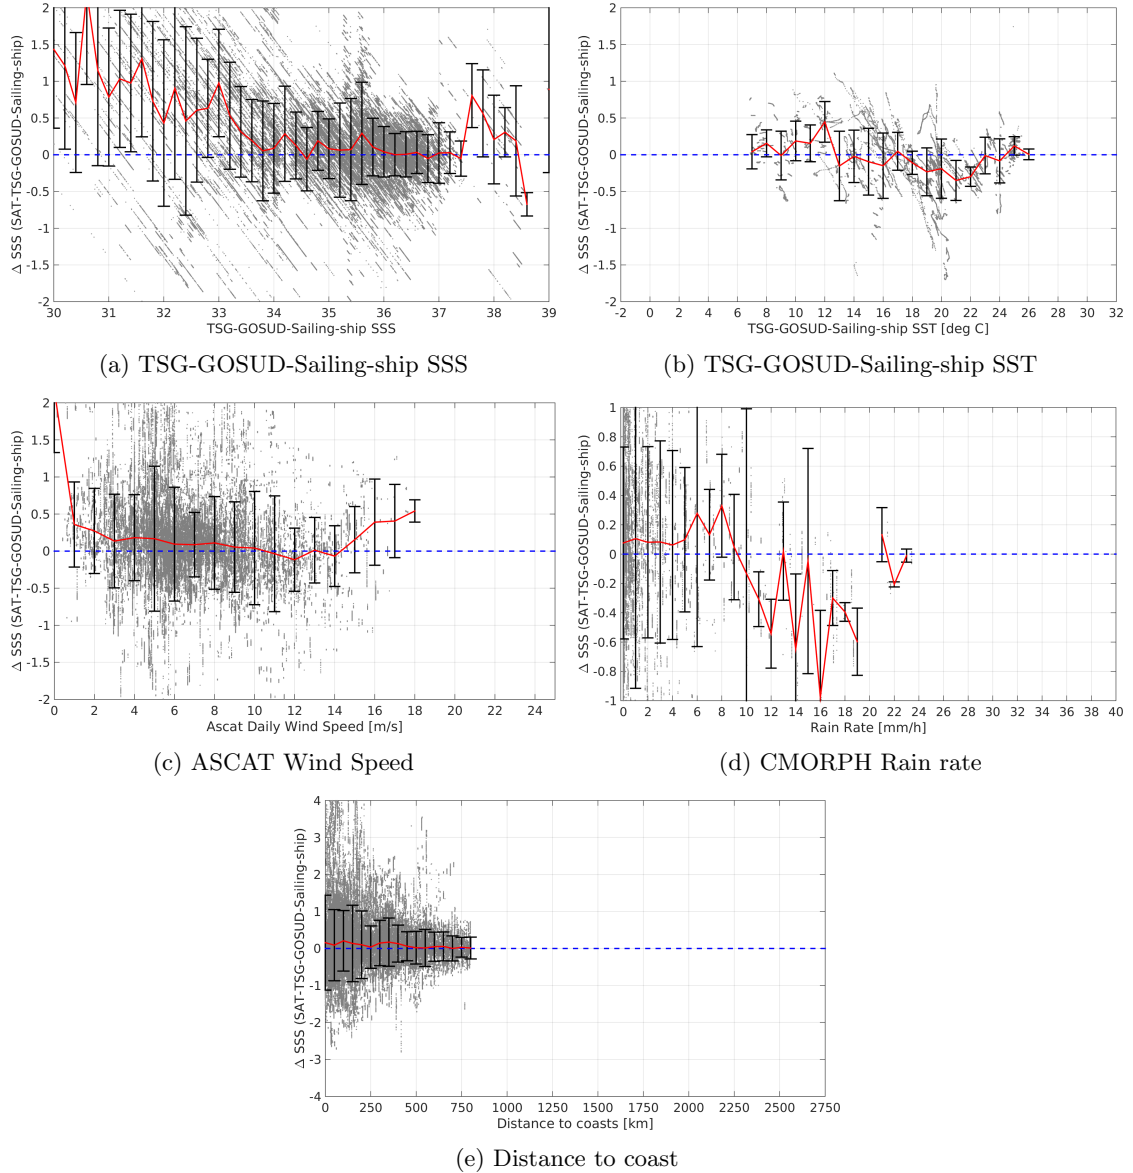 2
1.5
1
0.5
0
-0.5
-1
-1.5
-2
Δ SSS (SAT-TSG-GOSUD-Sailing-ship)
30 31 32 33 34 35 36 37 38 39
TSG-GOSUD-Sailing-ship SSS
(a) TSG-GOSUD-Sailing-ship SSS
2
1.5
1
0.5
0
-0.5
-1
-1.5
-2
Δ SSS (SAT-TSG-GOSUD-Sailing-ship)
-2 0 2 4 6 8 10 12 14 16 18 20 22 24 26 28 30 32
TSG-GOSUD-Sailing-ship SST [deg C]
(b) TSG-GOSUD-Sailing-ship SST
2
1.5
1
0.5
0
-0.5
-1
-1.5
-2
Δ SSS (SAT-TSG-GOSUD-Sailing-ship)
0 2 4 6 8 10 12 14 16 18 20 22 24
Ascat Daily Wind Speed [m/s]
(c) ASCAT Wind Speed
1
0.8
0.6
0.4
0.2
0
-0.2
-0.4
-0.6
-0.8
-1
Δ SSS (SAT-TSG-GOSUD-Sailing-ship)
0 2 4 6 8 10 12 14 16 18 20 22 24 26 28 30 32 34 36 38 40
Rain Rate [mm/h]
(d) CMORPH Rain rate
4
3
2
1
0
-1
-2
-3
-4
Δ SSS (SAT-TSG-GOSUD-Sailing-ship)
0 250 500 750 1000 1250 1500 1750 2000 2250 2500 2750
Distance to coasts [km]
(e) Distance to coast